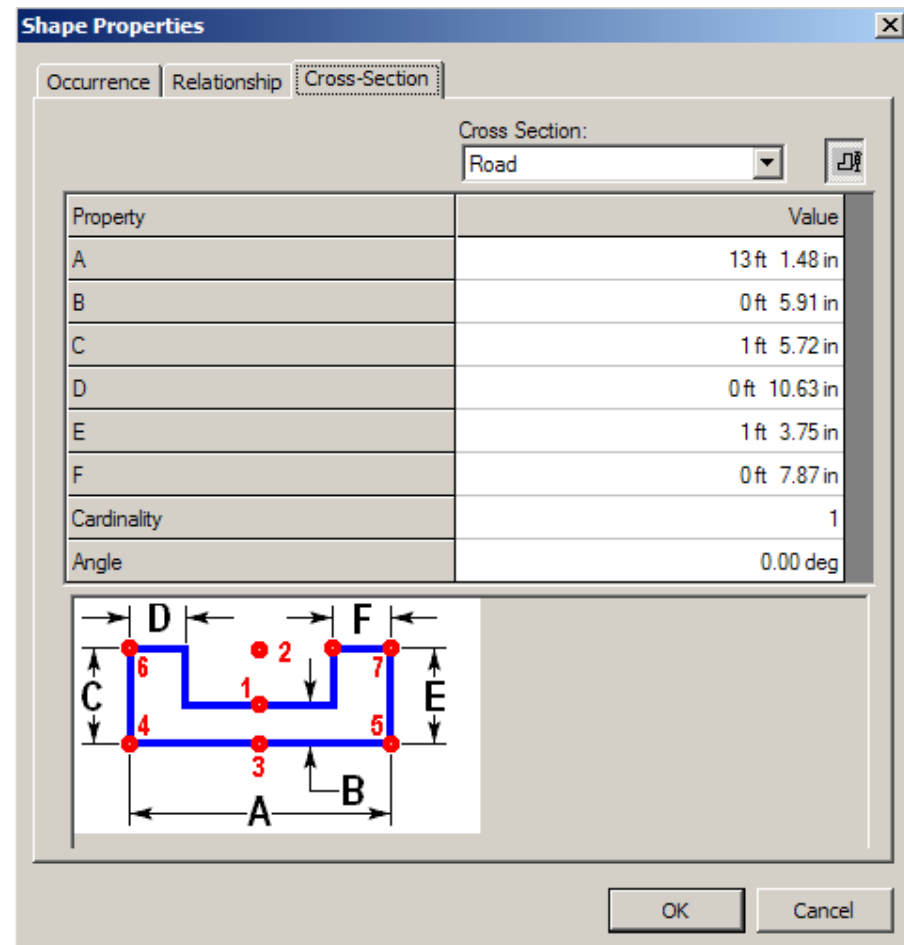 Shape Properties
Occurrence Relationship Cross-Section
Cross Section:
Road
Property Value
A 13 ft 1.48 in
B 0 ft 5.91 in
C 1 ft 5.72 in
D 0 ft 10.63 in
E 1 ft 3.75 in
F 0 ft 7.87 in
Cardinality 1
Angle 0.00 deg
D F
6 2 7
C 1 E
4 5
3 B
A
OK Cancel